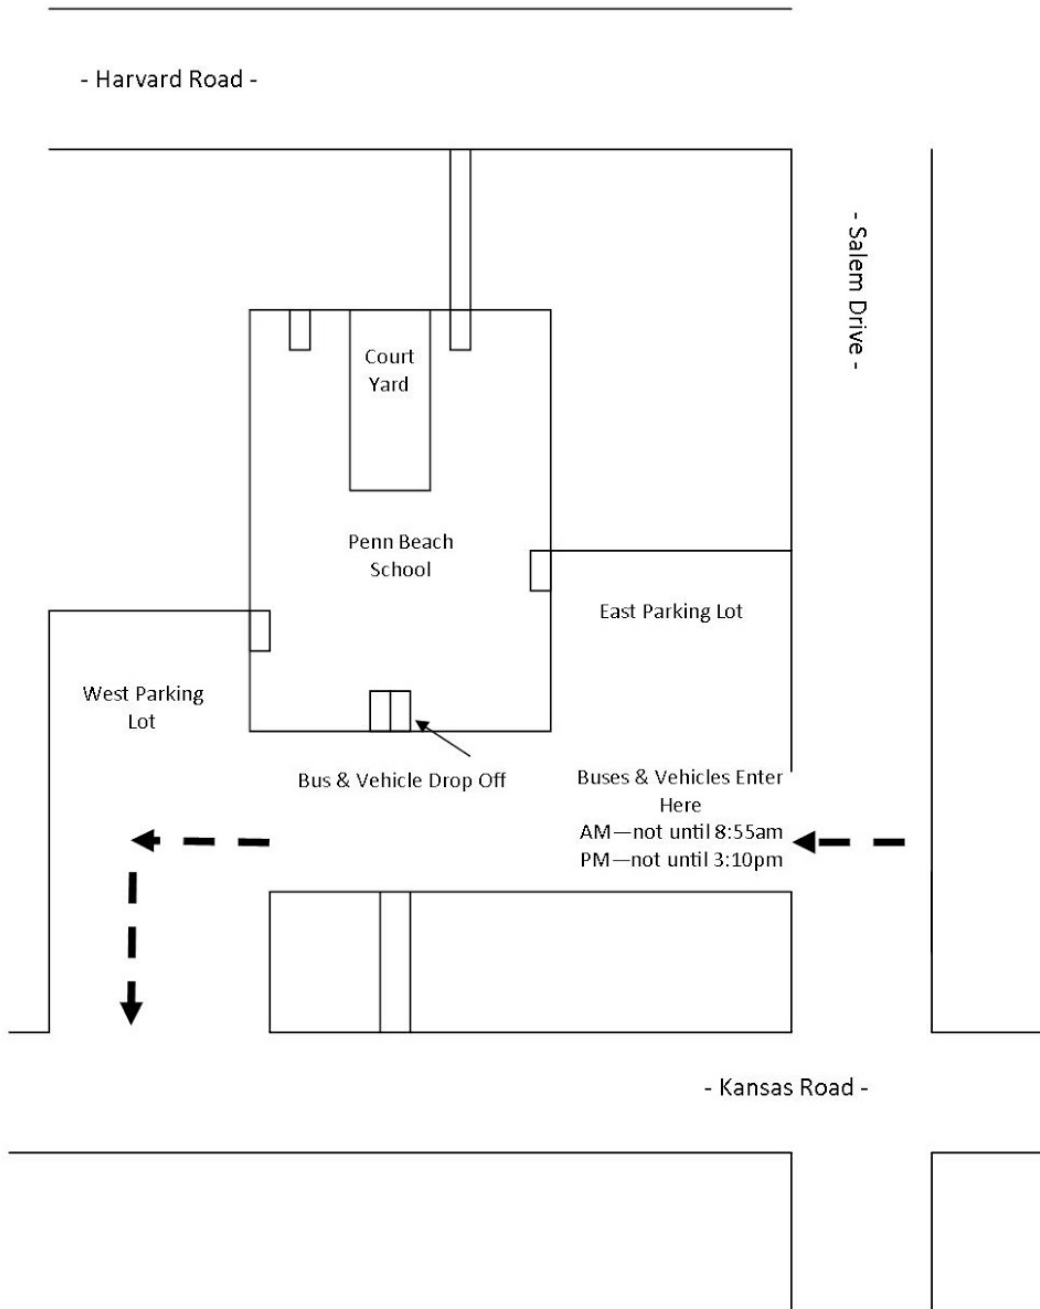 - Harvard Road -
- Salem Drive -
Court
Yard
Penn Beach
School
East Parking Lot
West Parking
Lot
Bus & Vehicle Drop Off
Buses & Vehicles Enter
Here
AM—not until 8:55am
PM—not until 3:10pm
- Kansas Road -